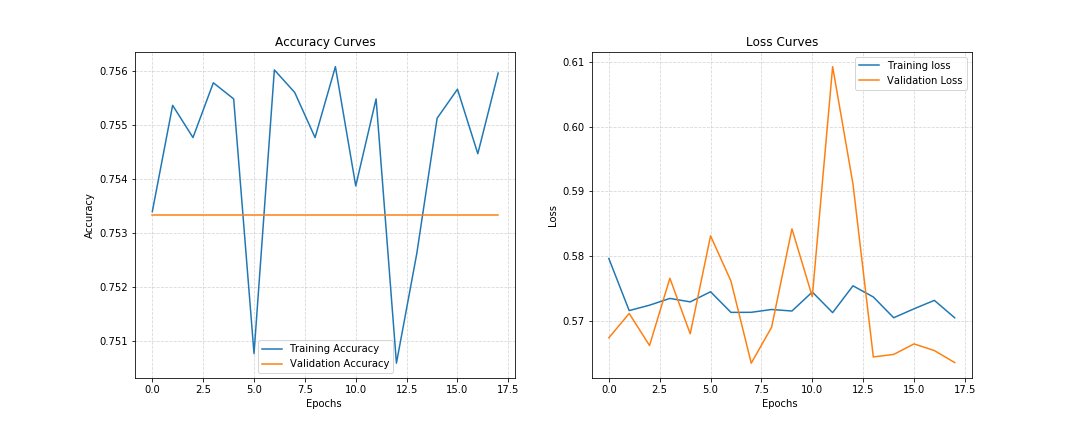 Accuracy Curves
Accuracy
0.756
0.755
0.754
0.753
0.752
0.751
Training Accuracy
Validation Accuracy
0.0 2.5 5.0 7.5 10.0 12.5 15.0 17.5
Epochs
Loss Curves
Loss
0.61
0.60
0.59
0.58
0.57
Training loss
Validation Loss
0.0 2.5 5.0 7.5 10.0 12.5 15.0 17.5
Epochs